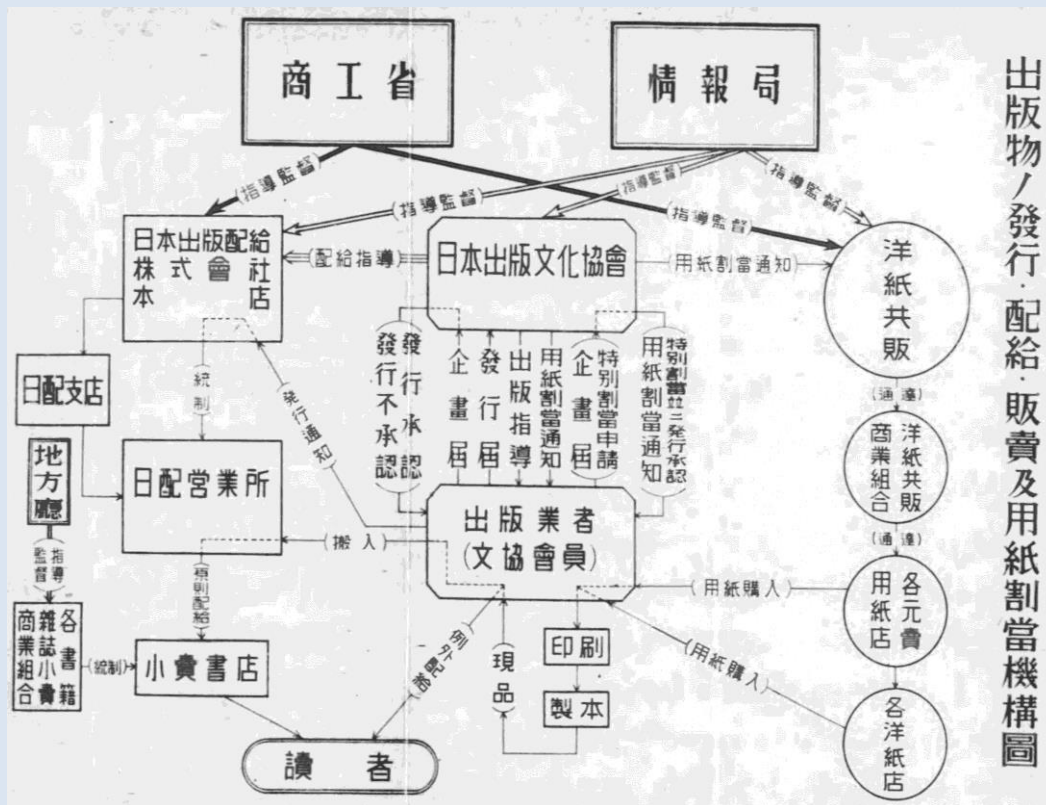 出版物ノ發行·配給·販賣及用紙割當機構圖
商工省
情報局
(指導監督)
(指導監督)
(指導監督)
(指導監督)
(指導監督)
日本出版配給
株式會社
本店
(配給指導)
日本出版文化協會
(用紙割當通知)
洋紙共販
日配支店
(統制)
(発行通知)
發行承認
發行不承認
企畫屆
發行屆
出版指導
用紙割當通知
企畫屆
特別割當申請
特別割當並ニ発行承認
用紙割當通知
(通達)
洋紙共販
商業組合
地方廳
日配営業所
(搬入)
出版業者
(文協會員)
(通達)
指導
監督
(原則配給)
(用紙購入)
各元賣
用紙店
各書籍
雜誌小賣
商業組合
(統制)
小賣書店
(例外配給)
(現品)
印刷
製本
(用紙購入)
各洋紙店
讀者